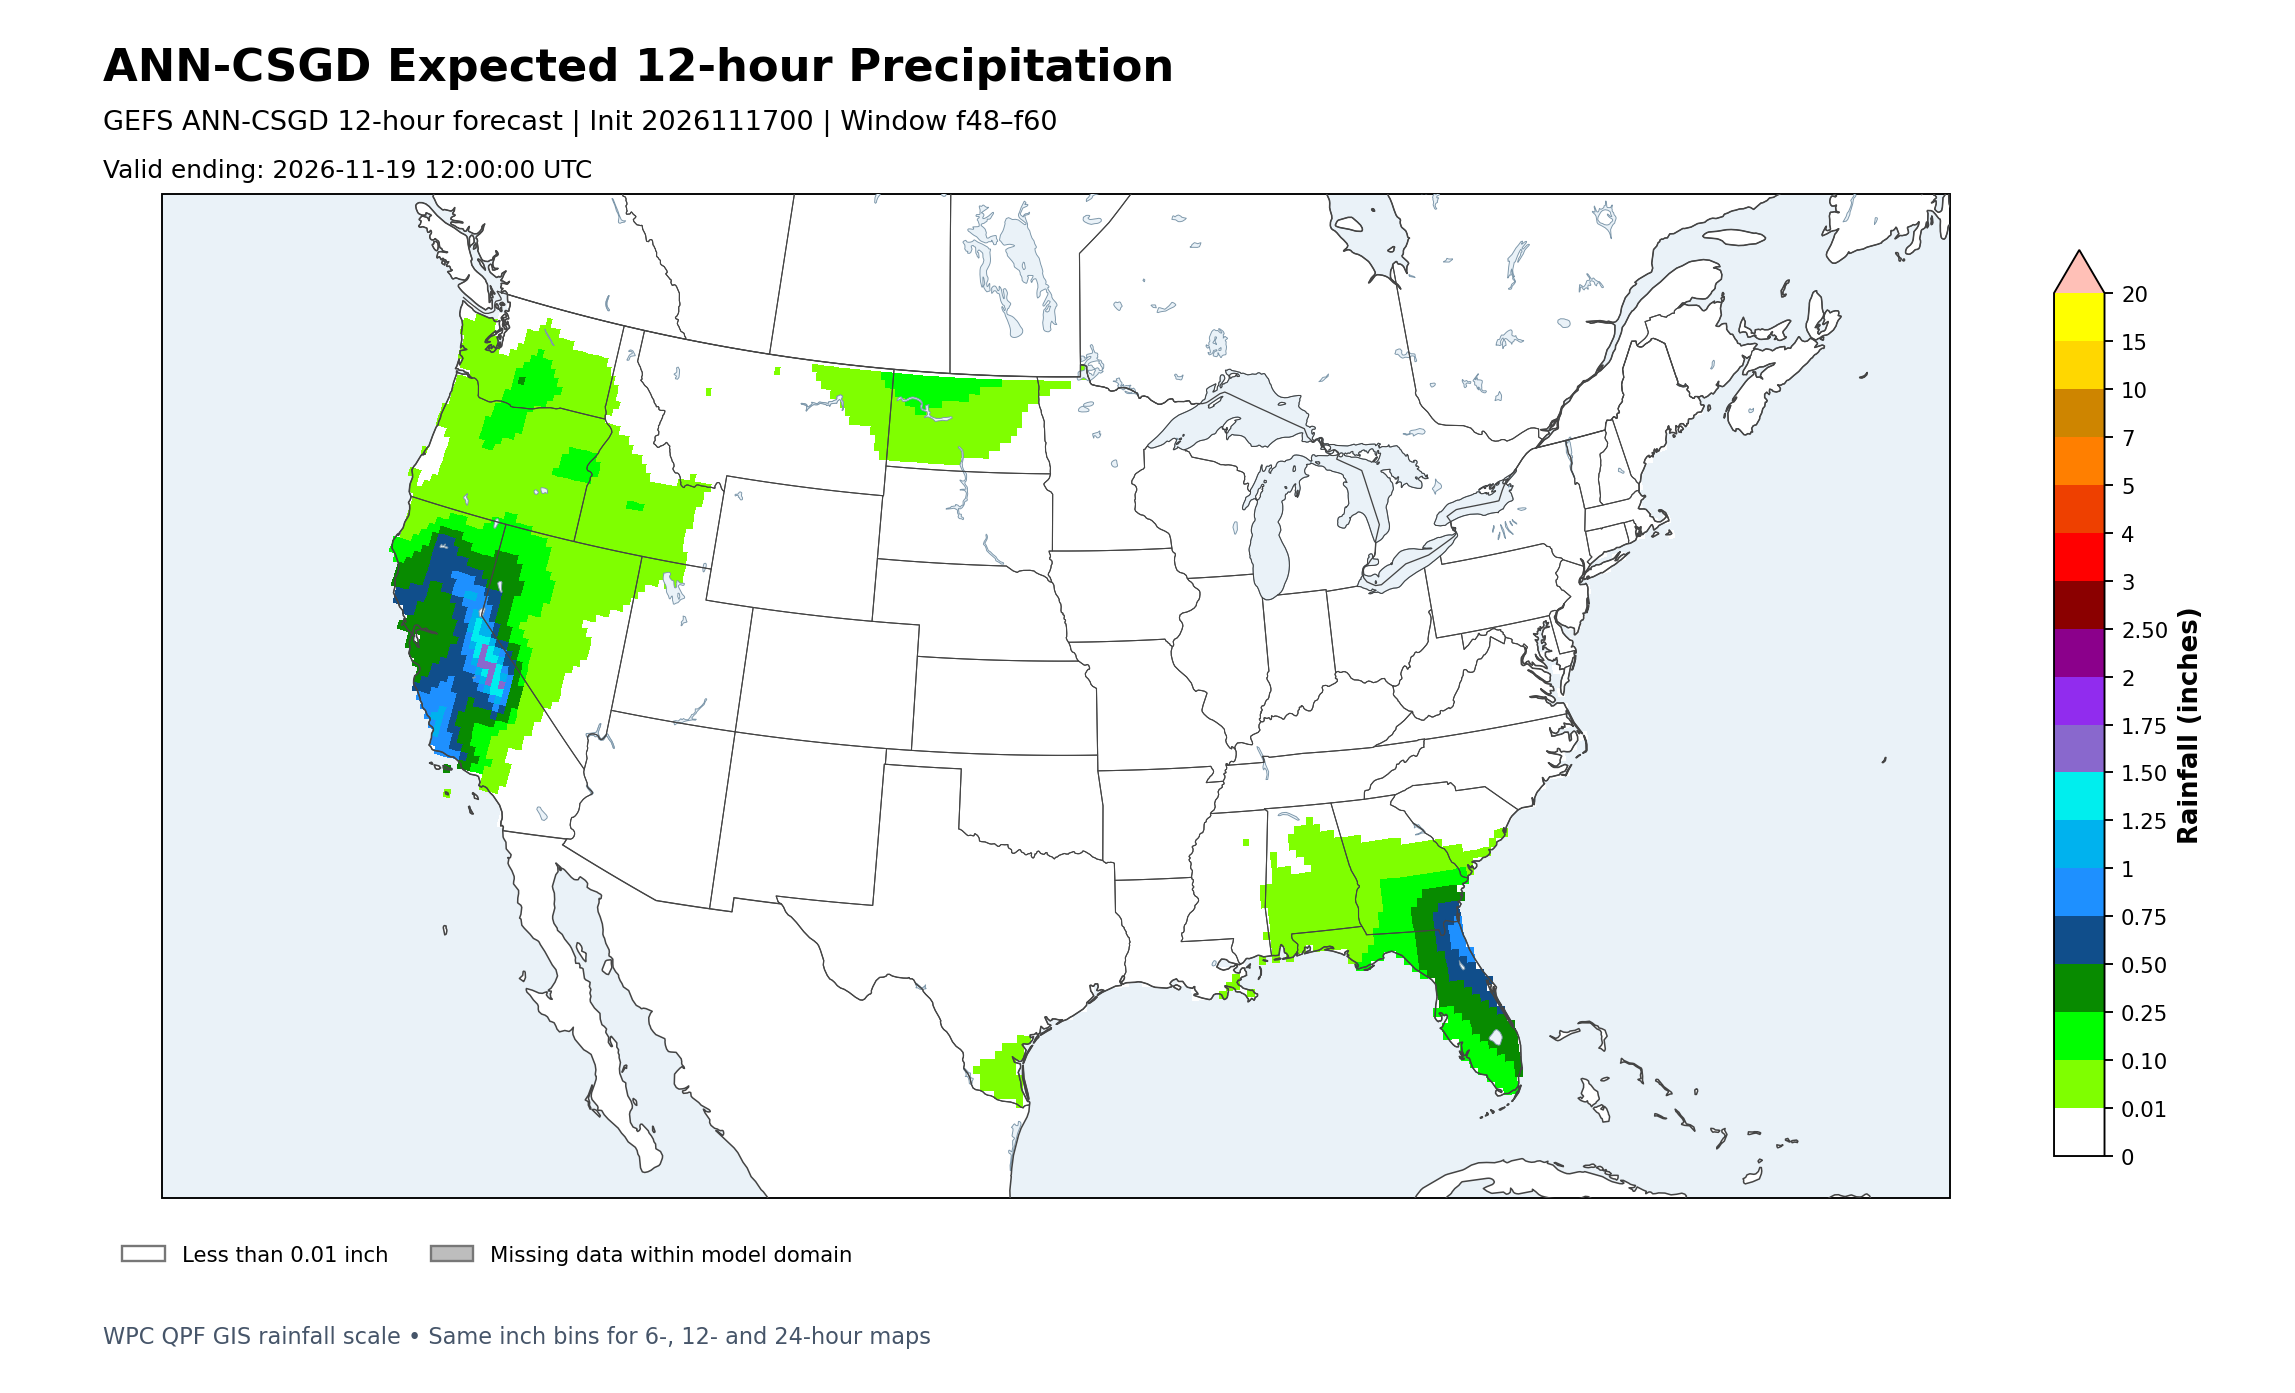 ANN-CSGD Expected 12-hour Precipitation
GEFS ANN-CSGD 12-hour forecast | Init 2026111700 | Window f48–f60
Valid ending: 2026-11-19 12:00:00 UTC
20
15
10
7
5
4
3
2.50
2
1.75
1.50
1.25
1
0.75
0.50
0.25
0.10
0.01
0
Rainfall (inches)
Less than 0.01 inch
Missing data within model domain
WPC QPF GIS rainfall scale • Same inch bins for 6-, 12- and 24-hour maps